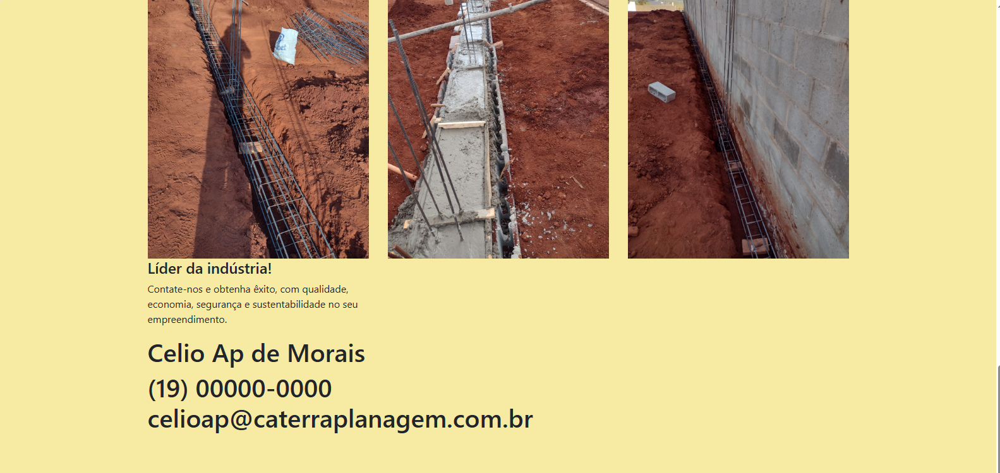 Líder da indústria!
Contate-nos e obtenha êxito, com qualidade,
economia, segurança e sustentabilidade no seu
empreendimento.
Celio Ap de Morais
(19) 00000-0000
celioap@caterraplanagem.com.br